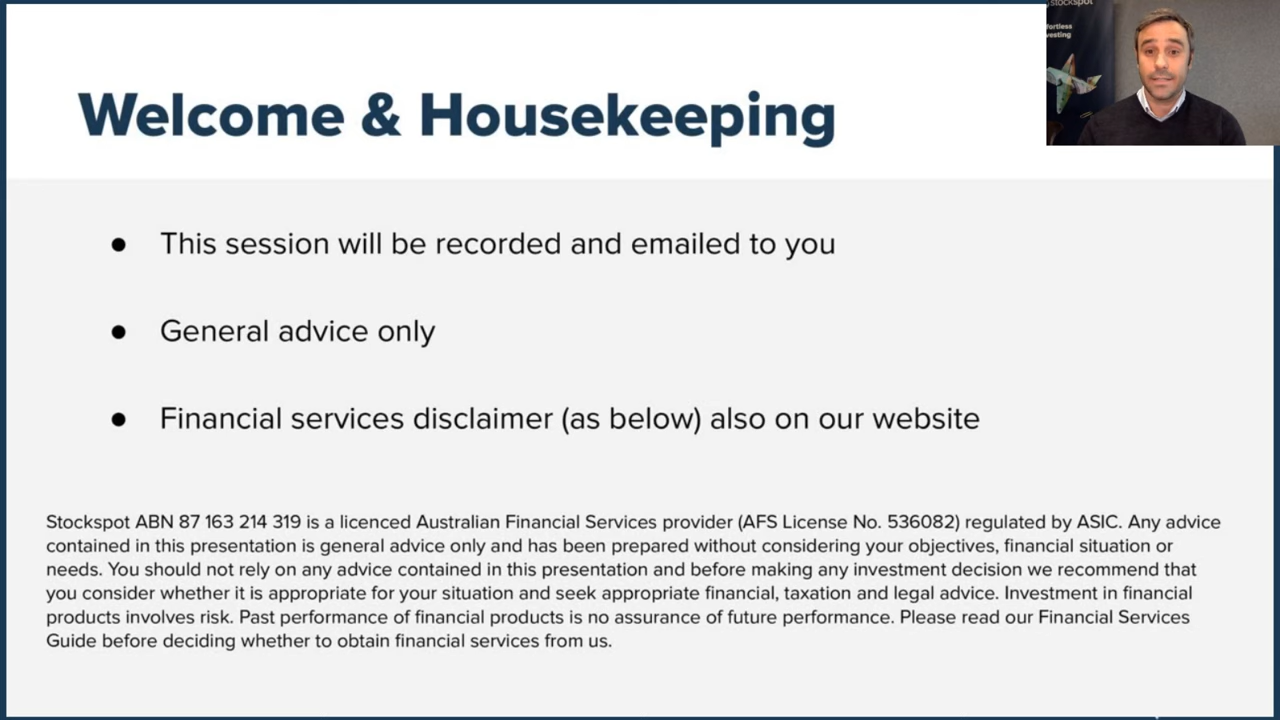 Welcome & Housekeeping
stockspot
fortless
vesting
● This session will be recorded and emailed to you
● General advice only
● Financial services disclaimer (as below) also on our website
Stockspot ABN 87 163 214 319 is a licenced Australian Financial Services provider (AFS License No. 536082) regulated by ASIC. Any advice
contained in this presentation is general advice only and has been prepared without considering your objectives, financial situation or
needs. You should not rely on any advice contained in this presentation and before making any investment decision we recommend that
you consider whether it is appropriate for your situation and seek appropriate financial, taxation and legal advice. Investment in financial
products involves risk. Past performance of financial products is no assurance of future performance. Please read our Financial Services
Guide before deciding whether to obtain financial services from us.